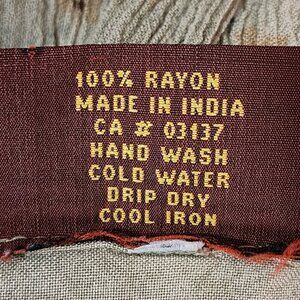 100% RAYON
MADE IN INDIA
CA # 03137
HAND WASH
COLD WATER
DRIP DRY
COOL IRON